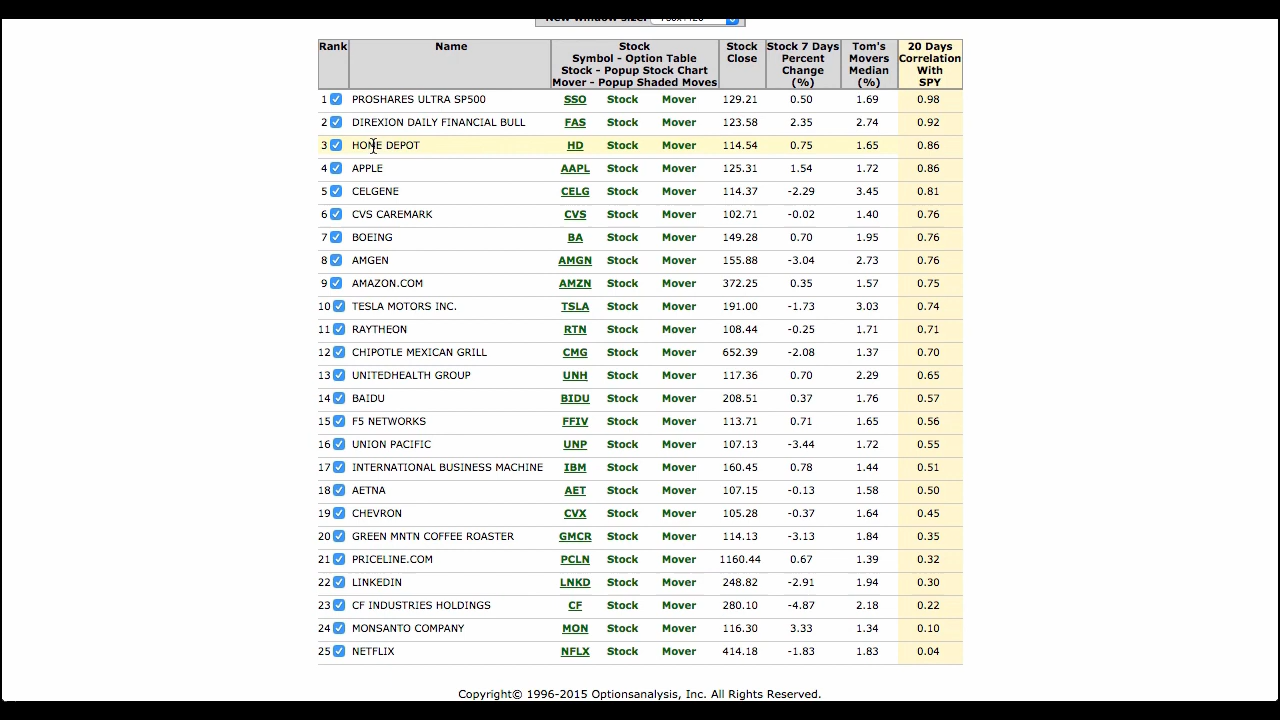 New window size: 730x1420
Rank Name Stock Stock Stock 7 Days Tom's 20 Days
Symbol - Option Table Close Percent Movers Correlation
Stock - Popup Stock Chart Change Median With
Mover - Popup Shaded Moves (%) (%) SPY
1 PROSHARES ULTRA SP500 SSO Stock Mover 129.21 0.50 1.69 0.98
2 DIREXION DAILY FINANCIAL BULL FAS Stock Mover 123.58 2.35 2.74 0.92
3 HOME DEPOT HD Stock Mover 114.54 0.75 1.65 0.86
4 APPLE AAPL Stock Mover 125.31 1.54 1.72 0.86
5 CELGENE CELG Stock Mover 114.37 -2.29 3.45 0.81
6 CVS CAREMARK CVS Stock Mover 102.71 -0.02 1.40 0.76
7 BOEING BA Stock Mover 149.28 0.70 1.95 0.76
8 AMGEN AMGN Stock Mover 155.88 -3.04 2.73 0.76
9 AMAZON.COM AMZN Stock Mover 372.25 0.35 1.57 0.75
10 TESLA MOTORS INC. TSLA Stock Mover 191.00 -1.73 3.03 0.74
11 RAYTHEON RTN Stock Mover 108.44 -0.25 1.71 0.71
12 CHIPOTLE MEXICAN GRILL CMG Stock Mover 652.39 -2.08 1.37 0.70
13 UNITEDHEALTH GROUP UNH Stock Mover 117.36 0.70 2.29 0.65
14 BAIDU BIDU Stock Mover 208.51 0.37 1.76 0.57
15 F5 NETWORKS FFIV Stock Mover 113.71 0.71 1.65 0.56
16 UNION PACIFIC UNP Stock Mover 107.13 -3.44 1.72 0.55
17 INTERNATIONAL BUSINESS MACHINE IBM Stock Mover 160.45 0.78 1.44 0.51
18 AETNA AET Stock Mover 107.15 -0.13 1.58 0.50
19 CHEVRON CVX Stock Mover 105.28 -0.37 1.64 0.45
20 GREEN MNTN COFFEE ROASTER GMCR Stock Mover 114.13 -3.13 1.84 0.35
21 PRICELINE.COM PCLN Stock Mover 1160.44 0.67 1.39 0.32
22 LINKEDIN LNKD Stock Mover 248.82 -2.91 1.94 0.30
23 CF INDUSTRIES HOLDINGS CF Stock Mover 280.10 -4.87 2.18 0.22
24 MONSANTO COMPANY MON Stock Mover 116.30 3.33 1.34 0.10
25 NETFLIX NFLX Stock Mover 414.18 -1.83 1.83 0.04
Copyright© 1996-2015 Optionsanalysis, Inc. All Rights Reserved.